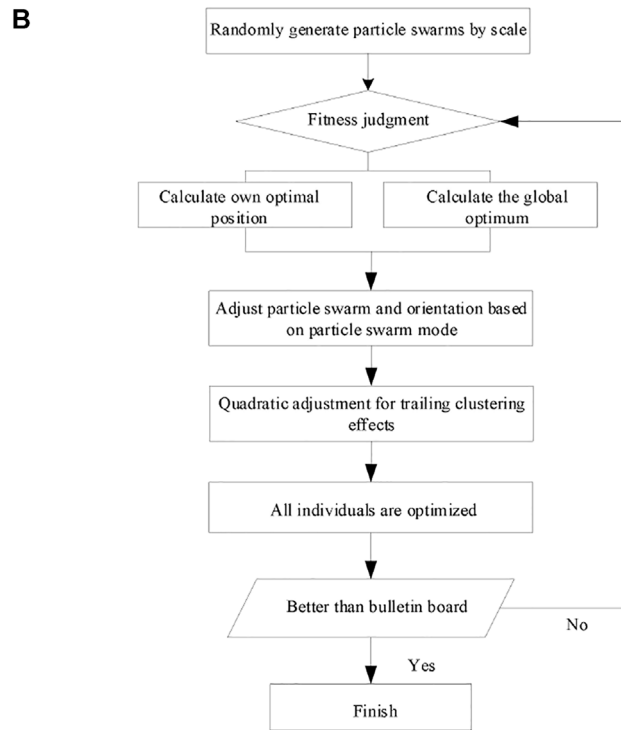 B
Randomly generate particle swarms by scale
Fitness judgment
Calculate own optimal
position
Calculate the global
optimum
Adjust particle swarm and orientation based
on particle swarm mode
Quadratic adjustment for trailing clustering
effects
All individuals are optimized
Better than bulletin board
No
Yes
Finish